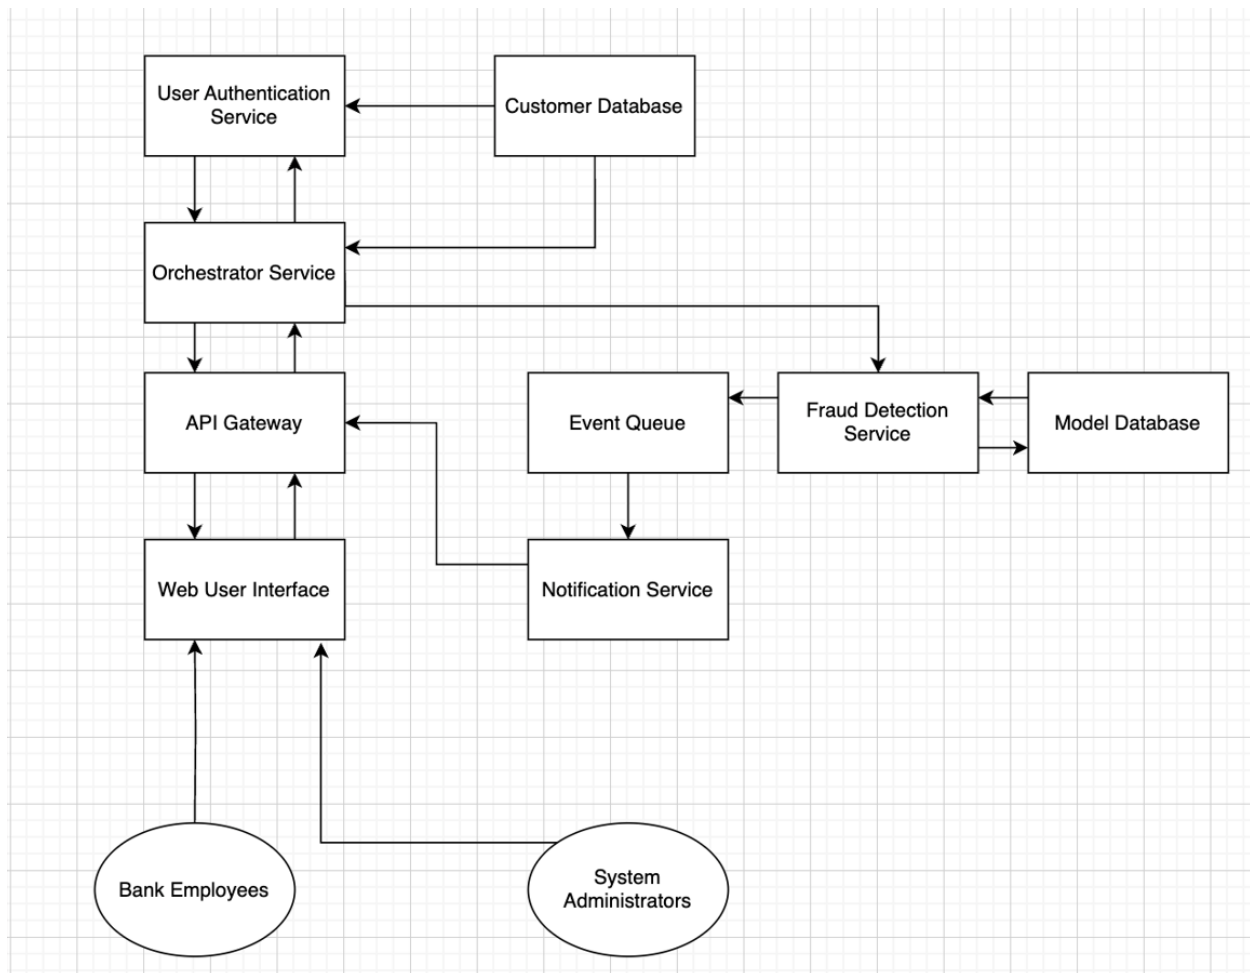 User Authentication
Service
Customer Database
Orchestrator Service
API Gateway
Event Queue
Fraud Detection
Service
Model Database
Web User Interface
Notification Service
Bank Employees
System
Administrators